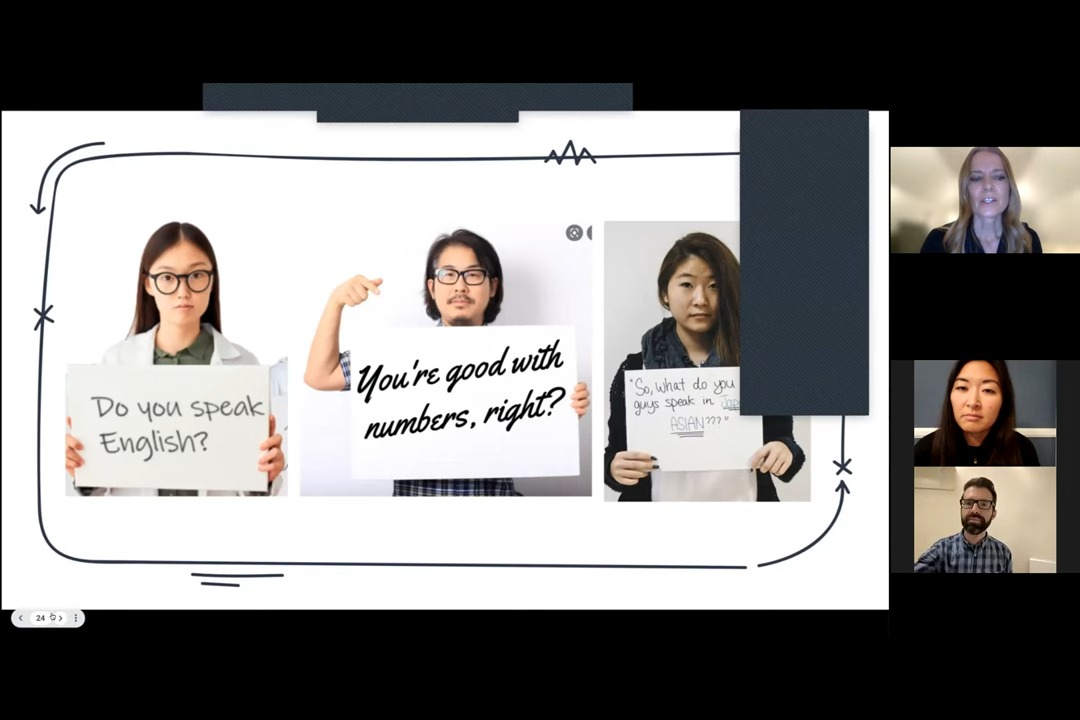 Do you speak
English?
You're good with
numbers, right?
"So, what do you
guys speak in
ASIAN???"
24